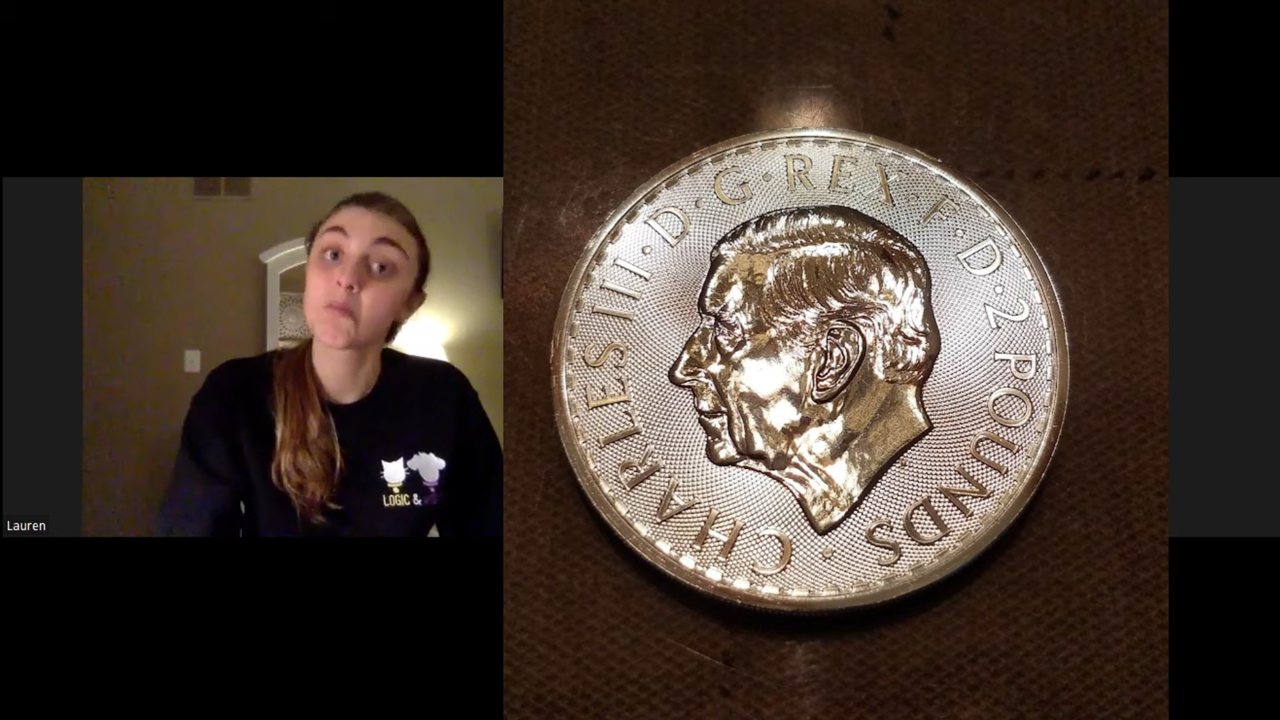 Lauren
LOGIC &
CHARLES III · D · G · REX · F · D · 2 POUNDS ·